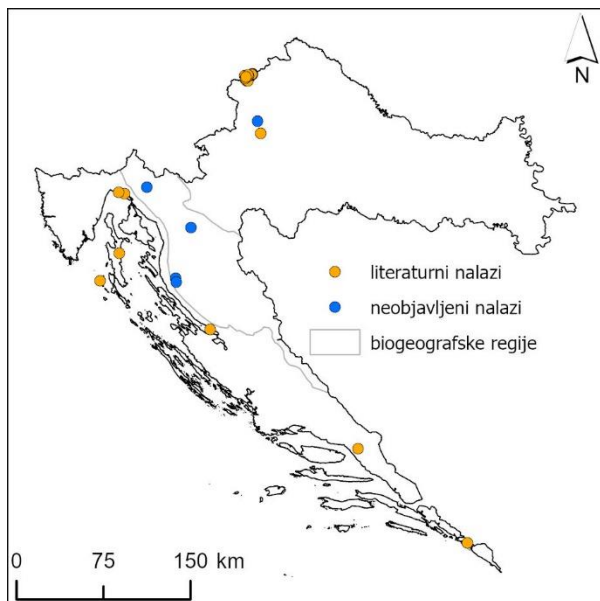 N
literaturni nalazi
neobjavljeni nalazi
biogeografske regije
0 75 150 km